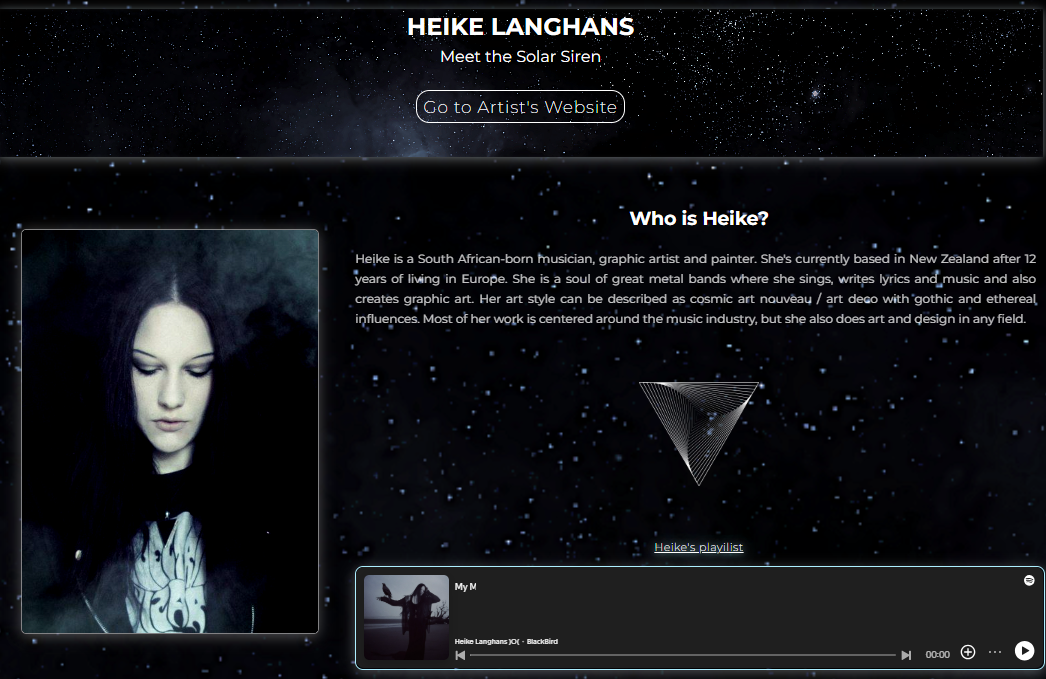 HEIKE LANGHANS
Meet the Solar Siren
Go to Artist's Website
Who is Heike?
Heike is a South African-born musician, graphic artist and painter. She's currently based in New Zealand after 12
years of living in Europe. She is a soul of great metal bands where she sings, writes lyrics and music and also
creates graphic art. Her art style can be described as cosmic art nouveau / art deco with gothic and ethereal
influences. Most of her work is centered around the music industry, but she also does art and design in any field.
Heike's playilist
My M
Heike Langhans )O( - BlackBird
00:00